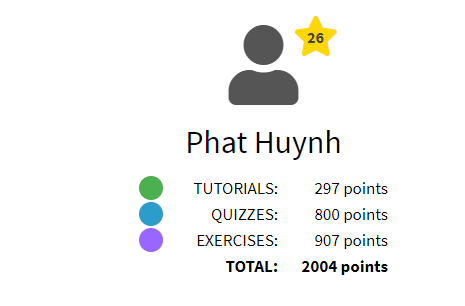 26
Phat Huynh
TUTORIALS: 297 points
QUIZZES: 800 points
EXERCISES: 907 points
TOTAL: 2004 points